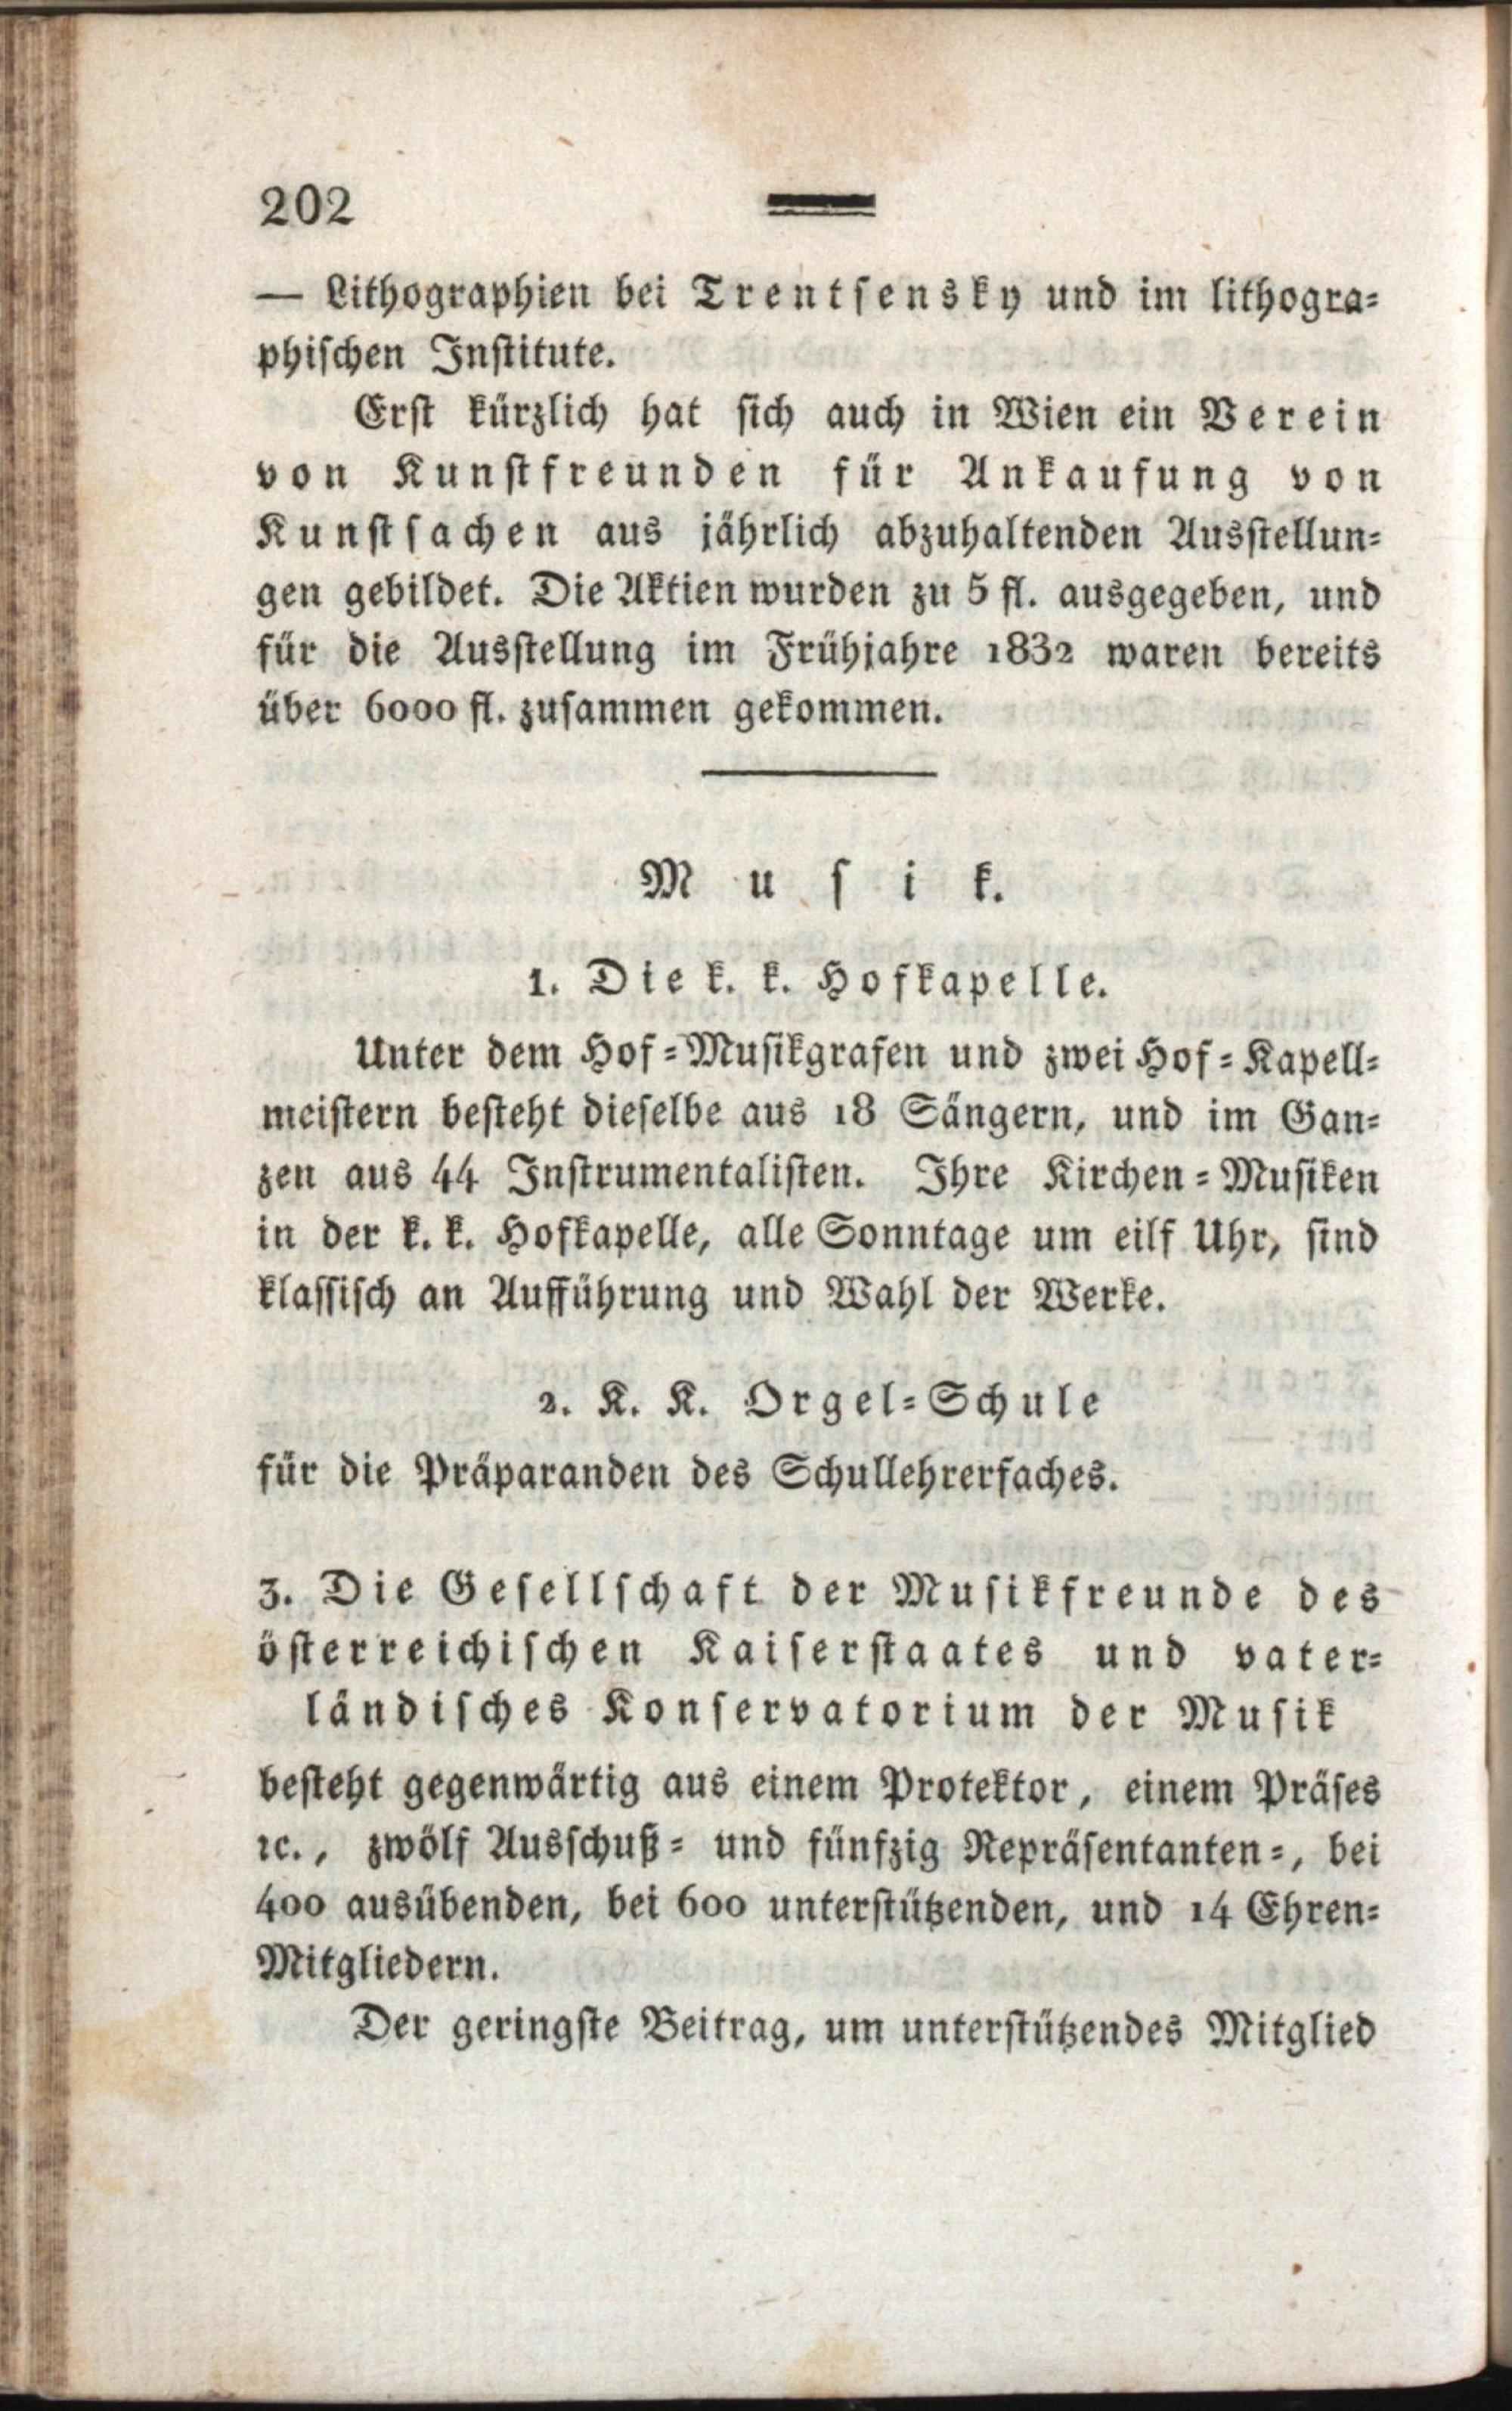 202
— Lithographien bei Trentsensky und im lithogra-
phischen Institute.
Erst kürzlich hat sich auch in Wien ein Verein
von Kunstfreunden für Ankaufung von
Kunstsachen aus jährlich abzuhaltenden Ausstellun-
gen gebildet. Die Aktien wurden zu 5 fl. ausgegeben, und
für die Ausstellung im Frühjahre 1832 waren bereits
über 6000 fl. zusammen gekommen.
Musik.
1. Die k. k. Hofkapelle.
Unter dem Hof-Musikgrafen und zwei Hof-Kapell-
meistern besteht dieselbe aus 18 Sängern, und im Gan-
zen aus 44 Instrumentalisten. Ihre Kirchen-Musiken
in der k. k. Hofkapelle, alle Sonntage um eilf Uhr, sind
klassisch an Aufführung und Wahl der Werke.
2. K. K. Orgel-Schule
für die Präparanden des Schullehrerfaches.
3. Die Gesellschaft der Musikfreunde des
österreichischen Kaiserstaates und vater-
ländisches Konservatorium der Musik
besteht gegenwärtig aus einem Protektor, einem Präses
ꝛc., zwölf Ausschuß- und fünfzig Repräsentanten-, bei
400 ausübenden, bei 600 unterstützenden, und 14 Ehren-
Mitgliedern.
Der geringste Beitrag, um unterstützendes Mitglied